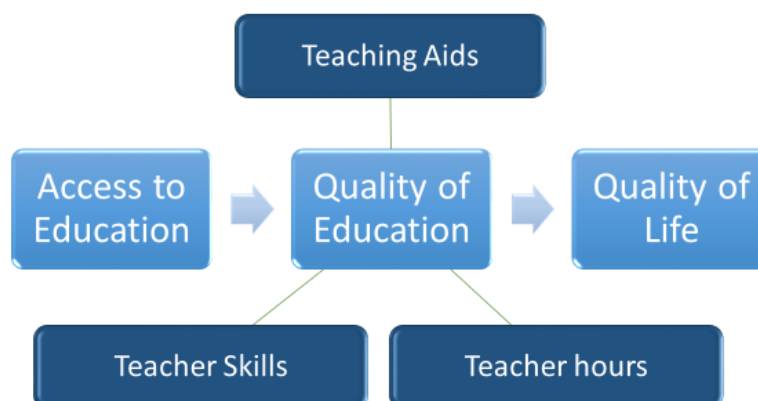 Teaching Aids
Access to
Education
Quality of
Education
Quality of
Life
Teacher Skills
Teacher hours